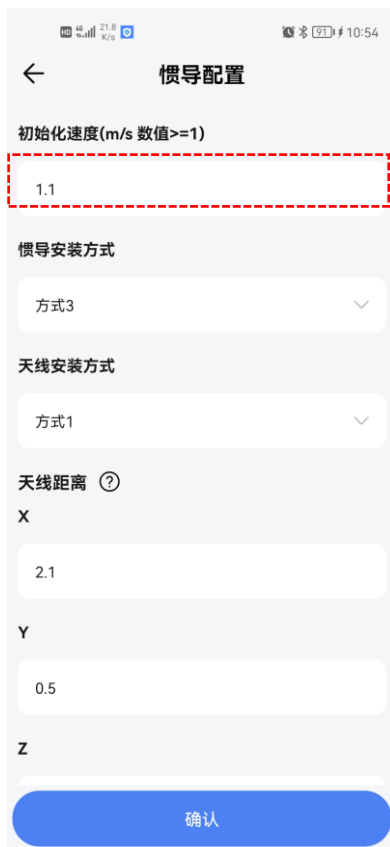 HD 4G 21.8 K/s 91 10:54
惯导配置
初始化速度(m/s 数值>=1)
1.1
惯导安装方式
方式3
天线安装方式
方式1
天线距离 ?
X
2.1
Y
0.5
Z
确认